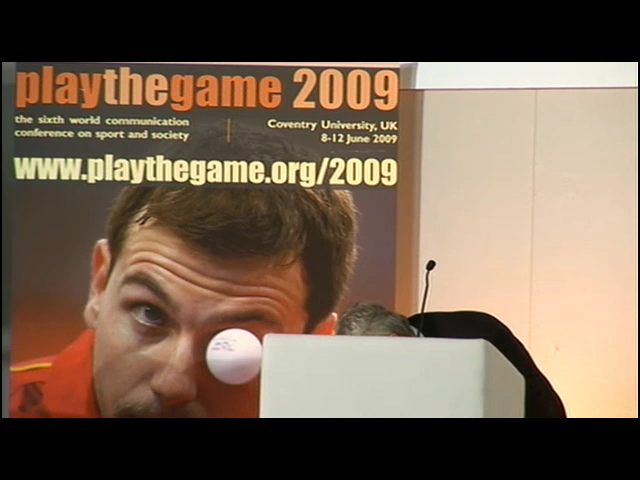 playthegame 2009
the sixth world communication
conference on sport and society
Coventry University, UK
8-12 June 2009
www.playthegame.org/2009